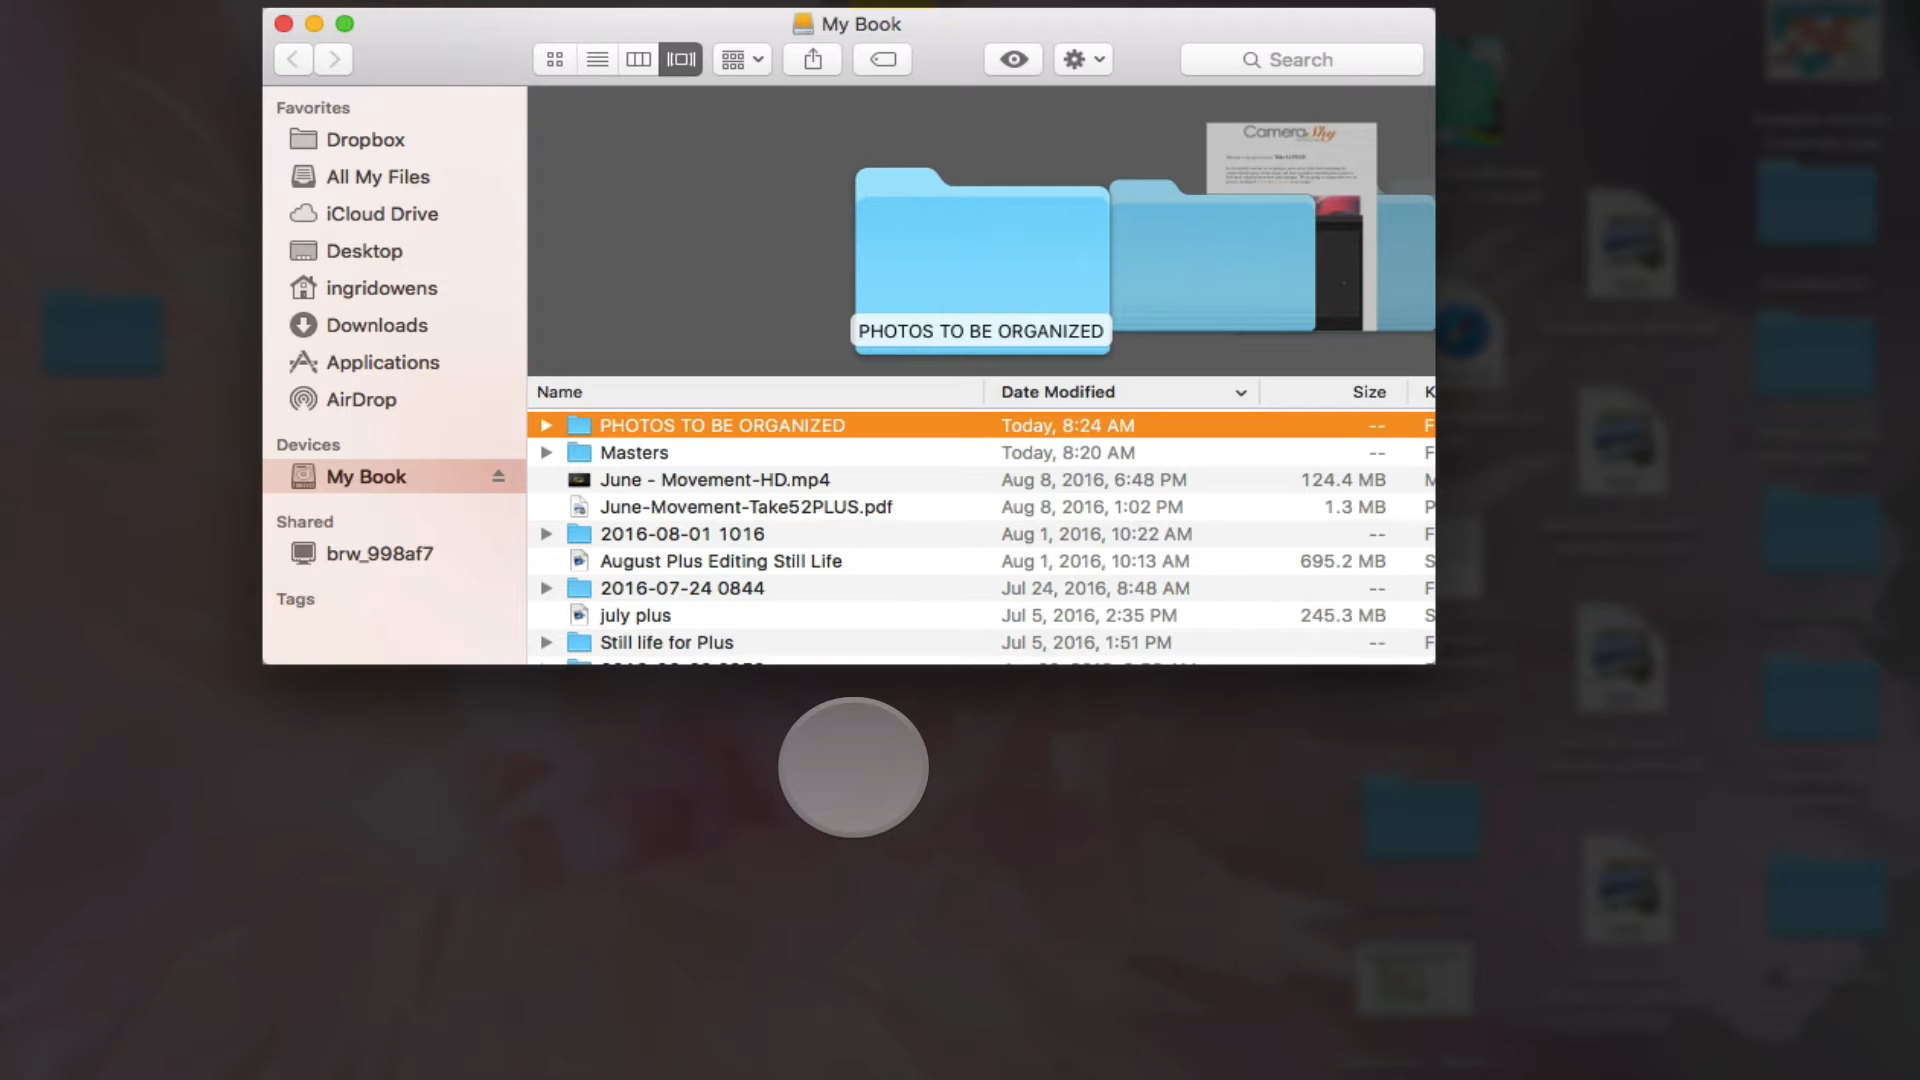 My Book
Search
Favorites
Dropbox
All My Files
iCloud Drive
Desktop
ingridowens
Downloads
Applications
AirDrop
Devices
My Book
Shared
brw_998af7
Tags
Camera Shy
PHOTOS TO BE ORGANIZED
Name Date Modified Size K
PHOTOS TO BE ORGANIZED Today, 8:24 AM -- F
Masters Today, 8:20 AM -- F
June - Movement-HD.mp4 Aug 8, 2016, 6:48 PM 124.4 MB M
June-Movement-Take52PLUS.pdf Aug 8, 2016, 1:02 PM 1.3 MB P
2016-08-01 1016 Aug 1, 2016, 10:22 AM -- F
August Plus Editing Still Life Aug 1, 2016, 10:13 AM 695.2 MB S
2016-07-24 0844 Jul 24, 2016, 8:48 AM -- F
july plus Jul 5, 2016, 2:35 PM 245.3 MB S
Still life for Plus Jul 5, 2016, 1:51 PM -- F